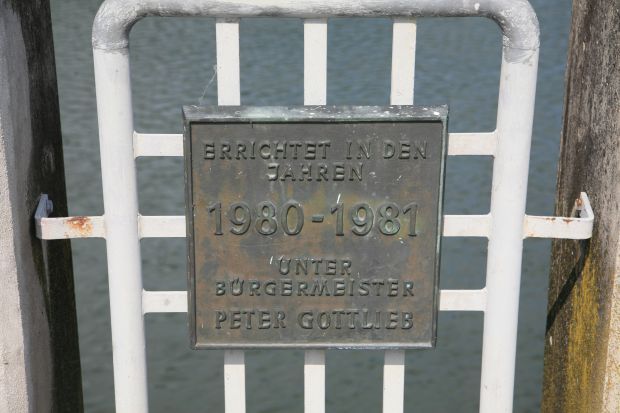 ERRICHTET IN DEN
JAHREN
1980-1981
UNTER
BÜRGERMEISTER
PETER GOTTLIEB